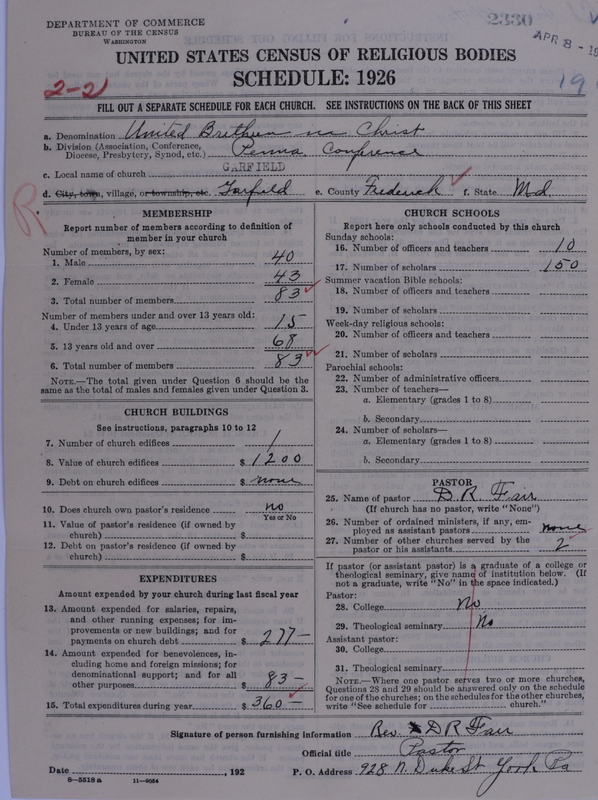 2330
DEPARTMENT OF COMMERCE
BUREAU OF THE CENSUS
WASHINGTON
APR 8 - 19
UNITED STATES CENSUS OF RELIGIOUS BODIES
SCHEDULE: 1926
2-21
19
FILL OUT A SEPARATE SCHEDULE FOR EACH CHURCH. SEE INSTRUCTIONS ON THE BACK OF THIS SHEET
a. Denomination United Brethren in Christ
b. Division (Association, Conference, Diocese, Presbytery, Synod, etc.) Penna. Conference
c. Local name of church GARFIELD
d. City, town, village, or township, etc. Garfield e. County Frederick f. State Md.
R
MEMBERSHIP
Report number of members according to definition of
member in your church
Number of members, by sex:
1. Male 40
2. Female 43
3. Total number of members 83
Number of members under and over 13 years old:
4. Under 13 years of age 15
5. 13 years old and over 68
6. Total number of members 83
NOTE.—The total given under Question 6 should be
same as the total of males and females given under Question 3.
CHURCH BUILDINGS
See instructions, paragraphs 10 to 12
7. Number of church edifices 1
8. Value of church edifices $ 1200
9. Debt on church edifices $ none
10. Does church own pastor's residence no
Yes or No
11. Value of pastor's residence (if owned by
church) $
12. Debt on pastor's residence (if owned by
church) $
EXPENDITURES
Amount expended by your church during last fiscal year
13. Amount expended for salaries, repairs,
and other running expenses; for im-
provements or new buildings; and for
payments on church debt $ 277—
14. Amount expended for benevolences, in-
cluding home and foreign missions; for
denominational support; and for all
other purposes $ 83—
15. Total expenditures during year $ 360—
CHURCH SCHOOLS
Report here only schools conducted by this church
Sunday schools:
16. Number of officers and teachers 10
17. Number of scholars 150
Summer vacation Bible schools:
18. Number of officers and teachers
19. Number of scholars
Week-day religious schools:
20. Number of officers and teachers
21. Number of scholars
Parochial schools:
22. Number of administrative officers
23. Number of teachers—
a. Elementary (grades 1 to 8)
b. Secondary
24. Number of scholars—
a. Elementary (grades 1 to 8)
b. Secondary
PASTOR
25. Name of pastor D. R. Fair
(If church has no pastor, write "None")
26. Number of ordained ministers, if any, em-
ployed as assistant pastors none
27. Number of other churches served by the
pastor or his assistants 2
If pastor (or assistant pastor) is a graduate of a college or
theological seminary, give name of institution below. (If
not a graduate, write "No" in the space indicated.)
Pastor:
28. College No
29. Theological seminary No
Assistant pastor:
30. College
31. Theological seminary
NOTE.—Where one pastor serves two or more churches,
Questions 28 and 29 should be answered only on the schedule
for one of the churches; on the schedules for the other churches,
write "See schedule for church."
Signature of person furnishing information Rev. D R Fair
Official title Pastor
Date , 192 P. O. Address 928 N. Duke St York Pa
8—5518 a 11—9054